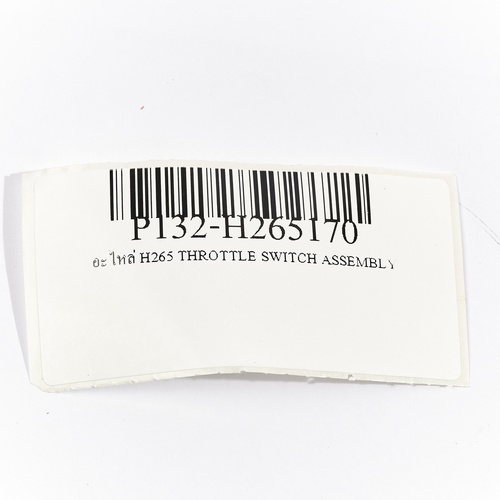 P132-H265170
อะไหล่ H265 THROTTLE SWITCH ASSEMBLY